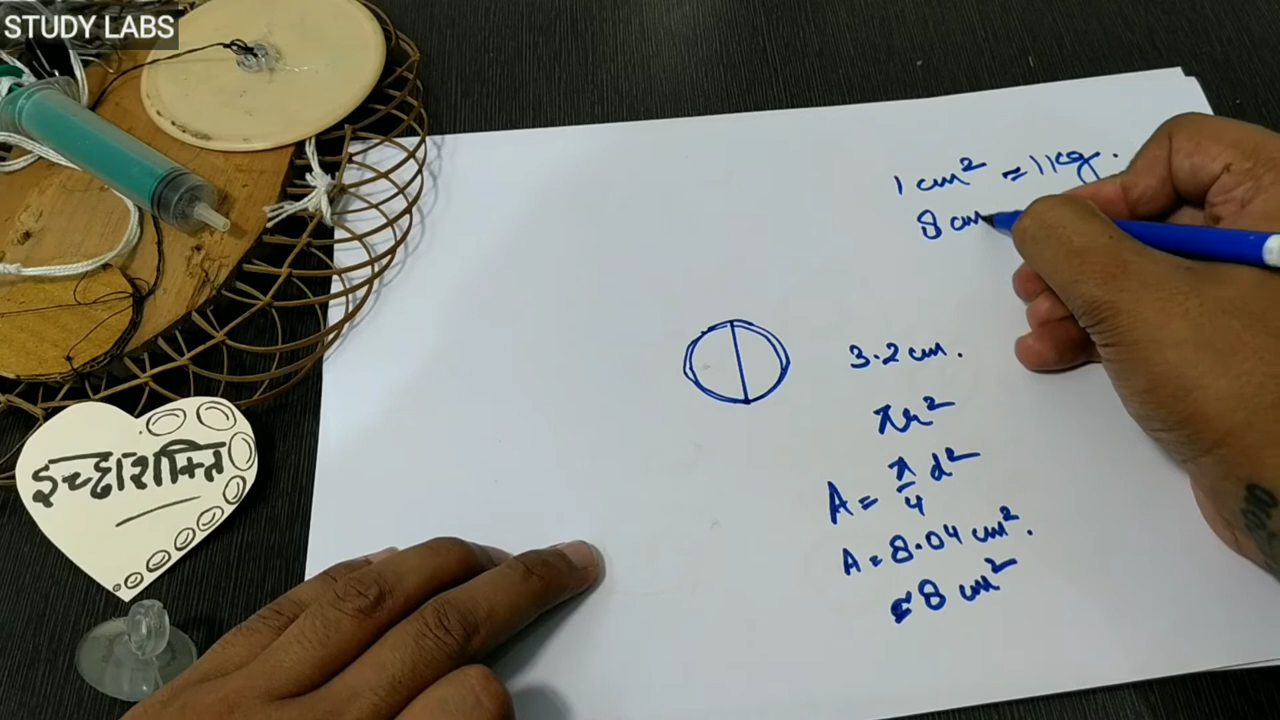 STUDY LABS
1 cm² = 1 kg.
8 cm
3.2 cm.
πr²
A = π/4 d²
A = 8.04 cm².
≈ 8 cm²
इच्छाशक्ति